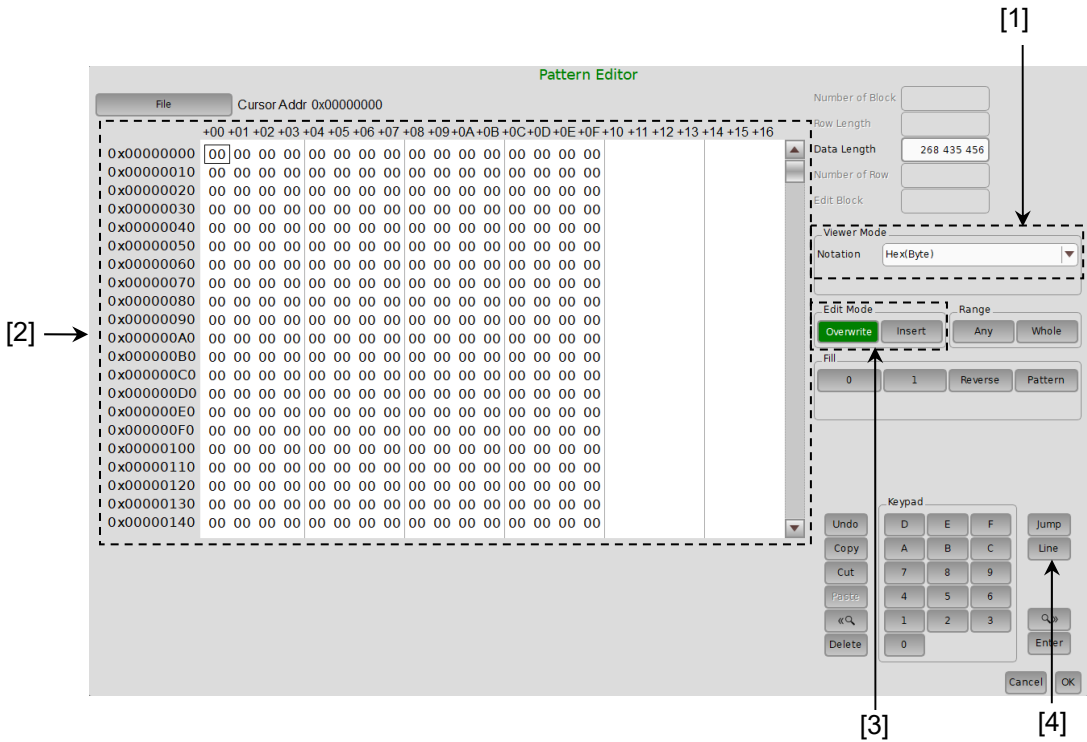 [1]
Pattern Editor
File
Cursor Addr 0x00000000
+00 +01 +02 +03 +04 +05 +06 +07 +08 +09 +0A +0B +0C +0D +0E +0F +10 +11 +12 +13 +14 +15 +16
0x00000000 00 00 00 00 00 00 00 00 00 00 00 00 00 00 00 00
0x00000010 00 00 00 00 00 00 00 00 00 00 00 00 00 00 00 00
0x00000020 00 00 00 00 00 00 00 00 00 00 00 00 00 00 00 00
0x00000030 00 00 00 00 00 00 00 00 00 00 00 00 00 00 00 00
0x00000040 00 00 00 00 00 00 00 00 00 00 00 00 00 00 00 00
0x00000050 00 00 00 00 00 00 00 00 00 00 00 00 00 00 00 00
0x00000060 00 00 00 00 00 00 00 00 00 00 00 00 00 00 00 00
0x00000070 00 00 00 00 00 00 00 00 00 00 00 00 00 00 00 00
0x00000080 00 00 00 00 00 00 00 00 00 00 00 00 00 00 00 00
0x00000090 00 00 00 00 00 00 00 00 00 00 00 00 00 00 00 00
0x000000A0 00 00 00 00 00 00 00 00 00 00 00 00 00 00 00 00
0x000000B0 00 00 00 00 00 00 00 00 00 00 00 00 00 00 00 00
0x000000C0 00 00 00 00 00 00 00 00 00 00 00 00 00 00 00 00
0x000000D0 00 00 00 00 00 00 00 00 00 00 00 00 00 00 00 00
0x000000E0 00 00 00 00 00 00 00 00 00 00 00 00 00 00 00 00
0x000000F0 00 00 00 00 00 00 00 00 00 00 00 00 00 00 00 00
0x00000100 00 00 00 00 00 00 00 00 00 00 00 00 00 00 00 00
0x00000110 00 00 00 00 00 00 00 00 00 00 00 00 00 00 00 00
0x00000120 00 00 00 00 00 00 00 00 00 00 00 00 00 00 00 00
0x00000130 00 00 00 00 00 00 00 00 00 00 00 00 00 00 00 00
0x00000140 00 00 00 00 00 00 00 00 00 00 00 00 00 00 00 00
[2]
Number of Block
Row Length
Data Length 268 435 456
Number of Row
Edit Block
Viewer Mode
Notation Hex(Byte)
Edit Mode
Overwrite Insert
Range
Any Whole
Fill
0 1 Reverse Pattern
Keypad
Undo D E F Jump
Copy A B C Line
Cut 7 8 9
Paste 4 5 6
1 2 3
Delete 0 Enter
Cancel OK
[3]
[4]